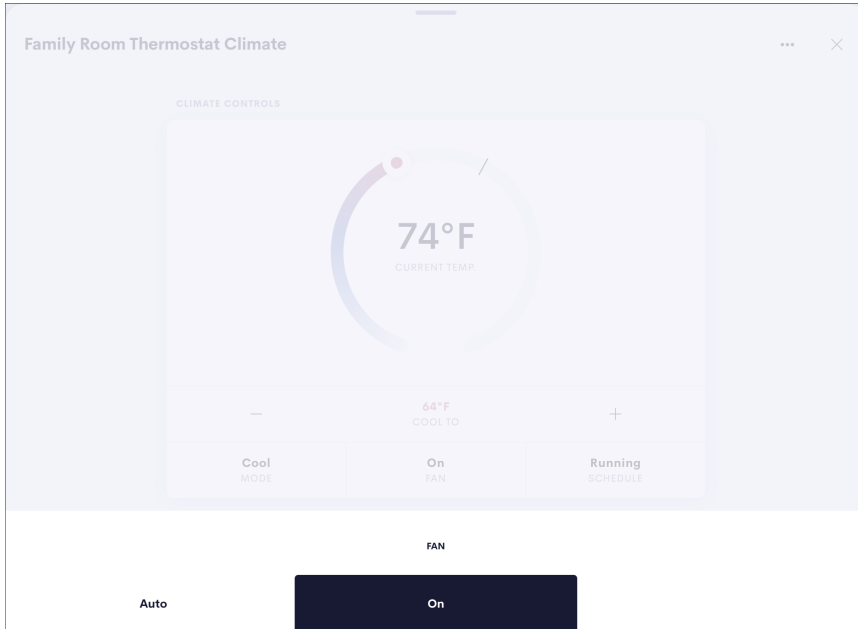 Family Room Thermostat Climate
CLIMATE CONTROLS
74°F
CURRENT TEMP.
64°F
COOL TO
Cool On Running
MODE FAN SCHEDULE
FAN
Auto On